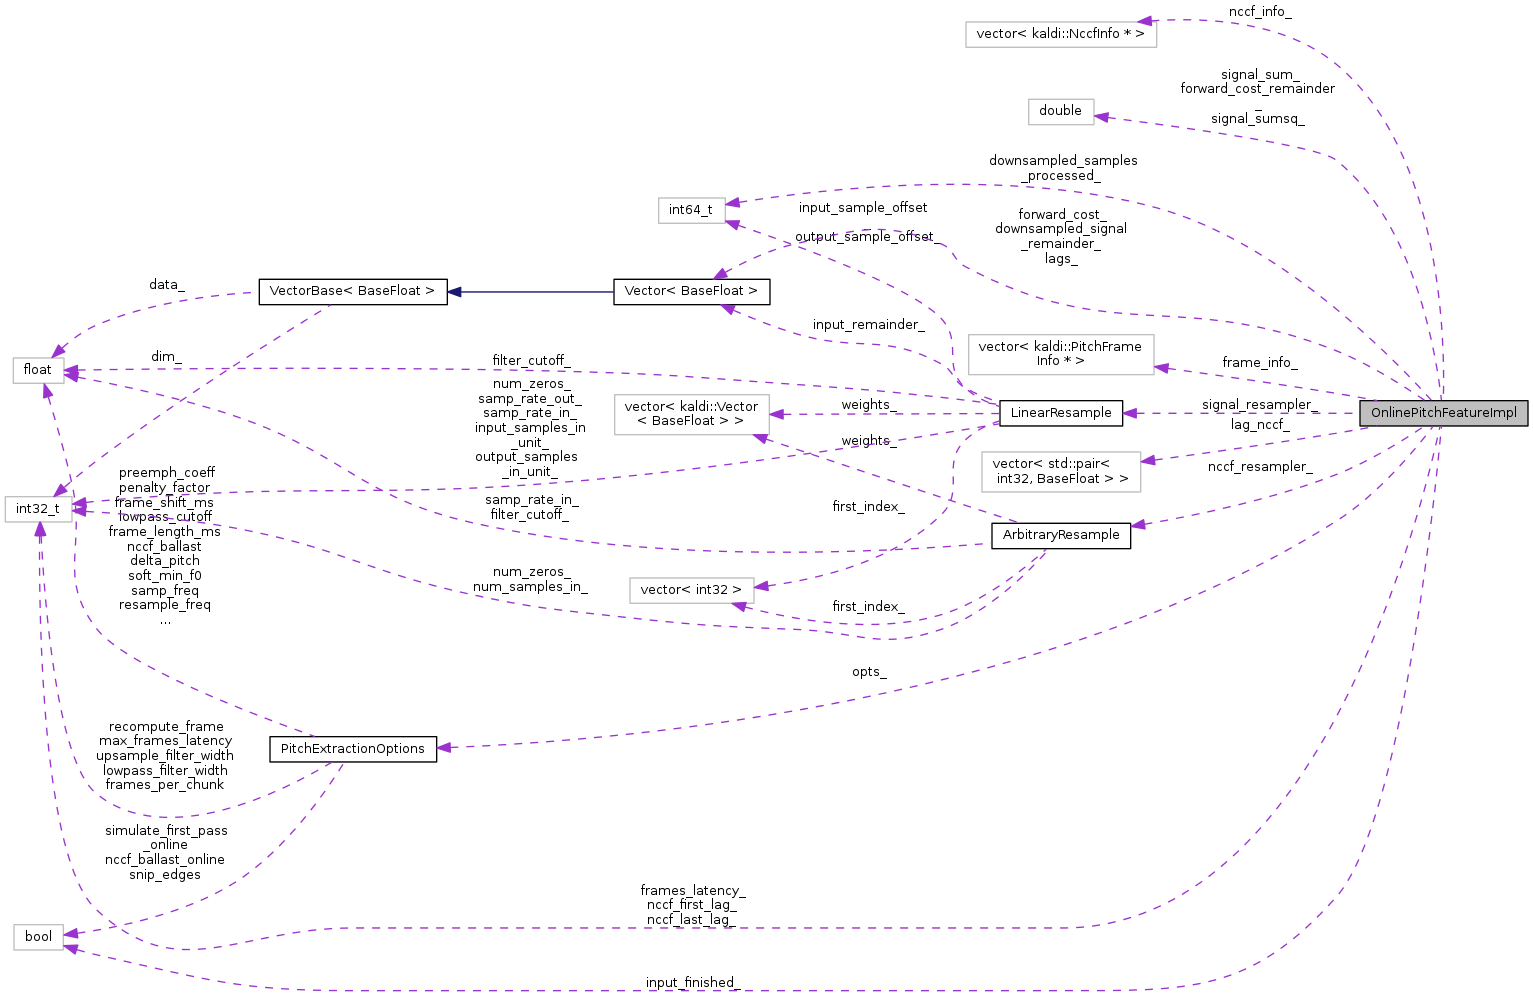 nccf_info_
vector< kaldi::NccfInfo * >
signal_sum_
forward_cost_remainder
_
signal_sumsq_
double
downsampled_samples
_processed_
int64_t
input_sample_offset
output_sample_offset_
forward_cost_
downsampled_signal
_remainder_
lags_
data_
VectorBase< BaseFloat >
Vector< BaseFloat >
input_remainder_
vector< kaldi::PitchFrame
Info * >
frame_info_
dim_
float
filter_cutoff_
num_zeros_
samp_rate_out_
samp_rate_in_
input_samples_in
_unit_
output_samples
_in_unit_
vector< kaldi::Vector
< BaseFloat > >
weights_
weights_
LinearResample
signal_resampler_
lag_nccf_
OnlinePitchFeatureImpl
vector< std::pair<
int32, BaseFloat > >
nccf_resampler_
preemph_coeff
penalty_factor
frame_shift_ms
lowpass_cutoff
frame_length_ms
nccf_ballast
delta_pitch
soft_min_f0
samp_freq
resample_freq
...
int32_t
samp_rate_in_
filter_cutoff_
first_index_
ArbitraryResample
num_zeros_
num_samples_in_
vector< int32 >
first_index_
opts_
recompute_frame
max_frames_latency
upsample_filter_width
lowpass_filter_width
frames_per_chunk
PitchExtractionOptions
simulate_first_pass
_online
nccf_ballast_online
snip_edges
frames_latency_
nccf_first_lag_
nccf_last_lag_
bool
input_finished_